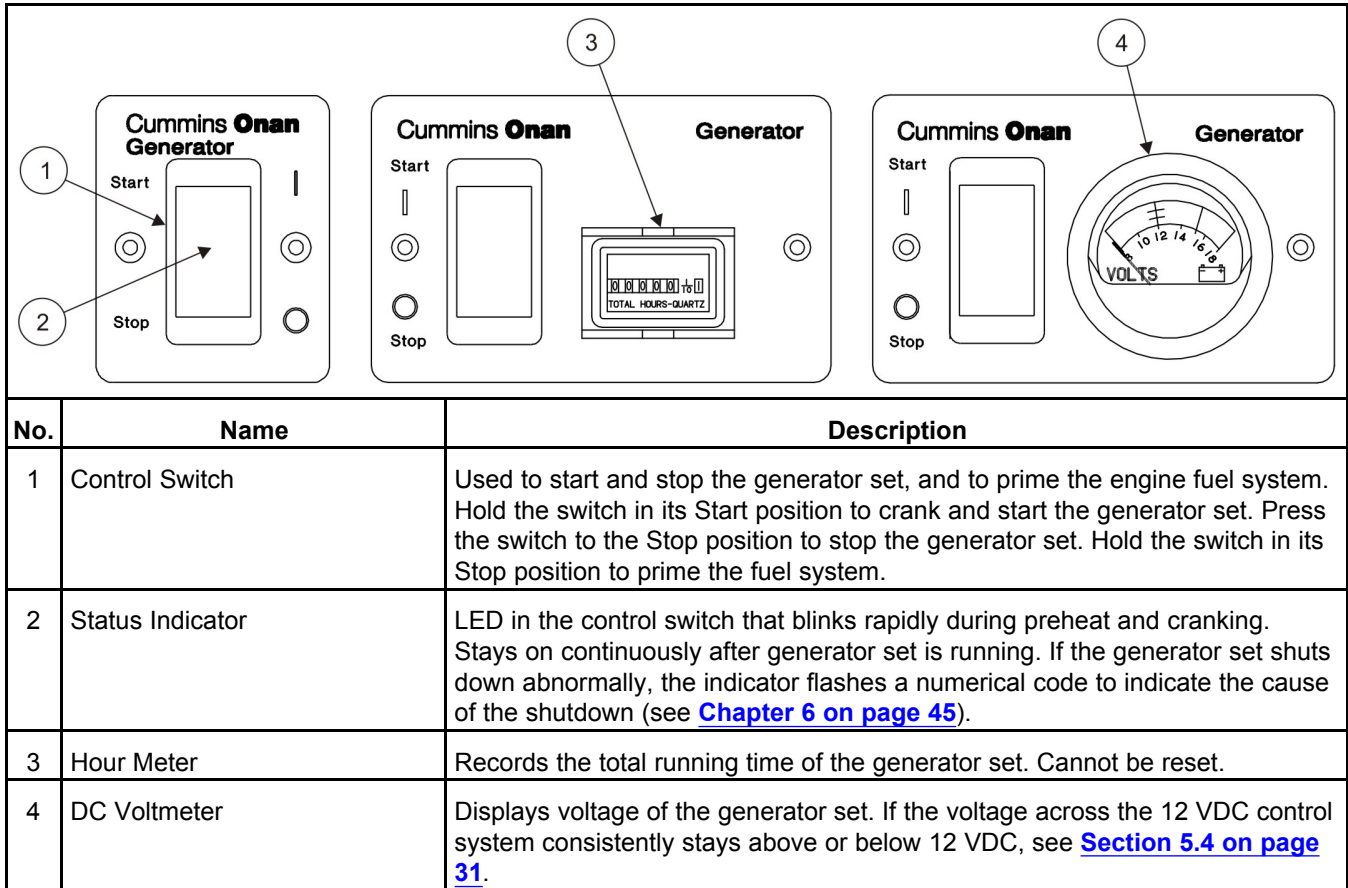 3
4
Cummins Onan
Generator
1
Start
2
Stop
Cummins Onan Generator
Start
Stop
00000 1/10 1
TOTAL HOURS-QUARTZ
Cummins Onan Generator
Start
Stop
8 10 12 14 16 18
VOLTS
No. Name Description
1 Control Switch Used to start and stop the generator set, and to prime the engine fuel system.
Hold the switch in its Start position to crank and start the generator set. Press
the switch to the Stop position to stop the generator set. Hold the switch in its
Stop position to prime the fuel system.
2 Status Indicator LED in the control switch that blinks rapidly during preheat and cranking.
Stays on continuously after generator set is running. If the generator set shuts
down abnormally, the indicator flashes a numerical code to indicate the cause
of the shutdown (see Chapter 6 on page 45).
3 Hour Meter Records the total running time of the generator set. Cannot be reset.
4 DC Voltmeter Displays voltage of the generator set. If the voltage across the 12 VDC control
system consistently stays above or below 12 VDC, see Section 5.4 on page
31.